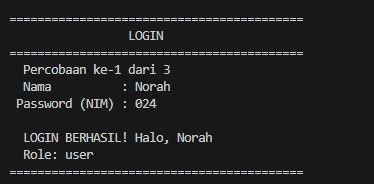 ==========================================
LOGIN
==========================================
Percobaan ke-1 dari 3
Nama          : Norah
Password (NIM) : 024
LOGIN BERHASIL! Halo, Norah
Role: user
==========================================